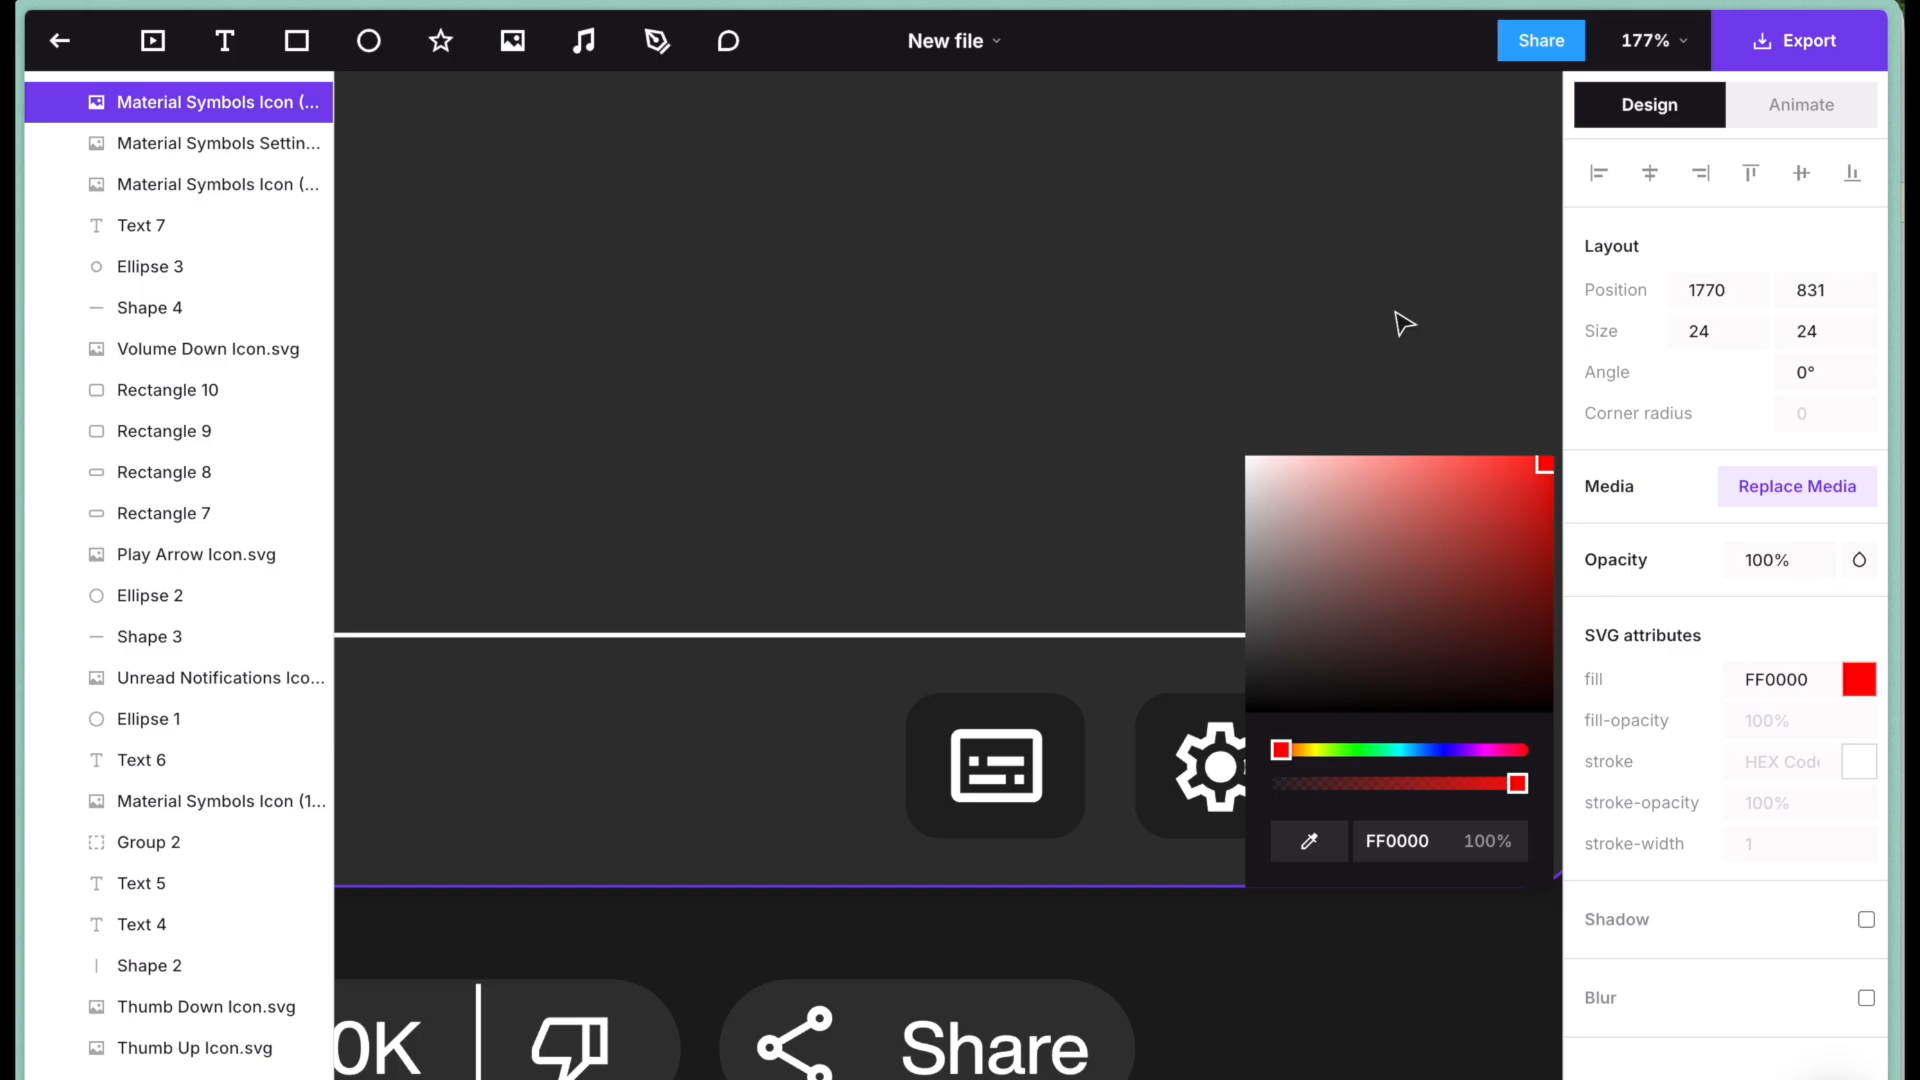 New file
Share
177%
Export
Material Symbols Icon (...
Material Symbols Settin...
Material Symbols Icon (...
Text 7
Ellipse 3
Shape 4
Volume Down Icon.svg
Rectangle 10
Rectangle 9
Rectangle 8
Rectangle 7
Play Arrow Icon.svg
Ellipse 2
Shape 3
Unread Notifications Ico...
Ellipse 1
Text 6
Material Symbols Icon (1...
Group 2
Text 5
Text 4
Shape 2
Thumb Down Icon.svg
Thumb Up Icon.svg
0K
Share
FF0000 100%
Design
Animate
Layout
Position 1770 831
Size 24 24
Angle 0°
Corner radius 0
Media
Replace Media
Opacity 100%
SVG attributes
fill FF0000
fill-opacity 100%
stroke HEX Code
stroke-opacity 100%
stroke-width 1
Shadow
Blur